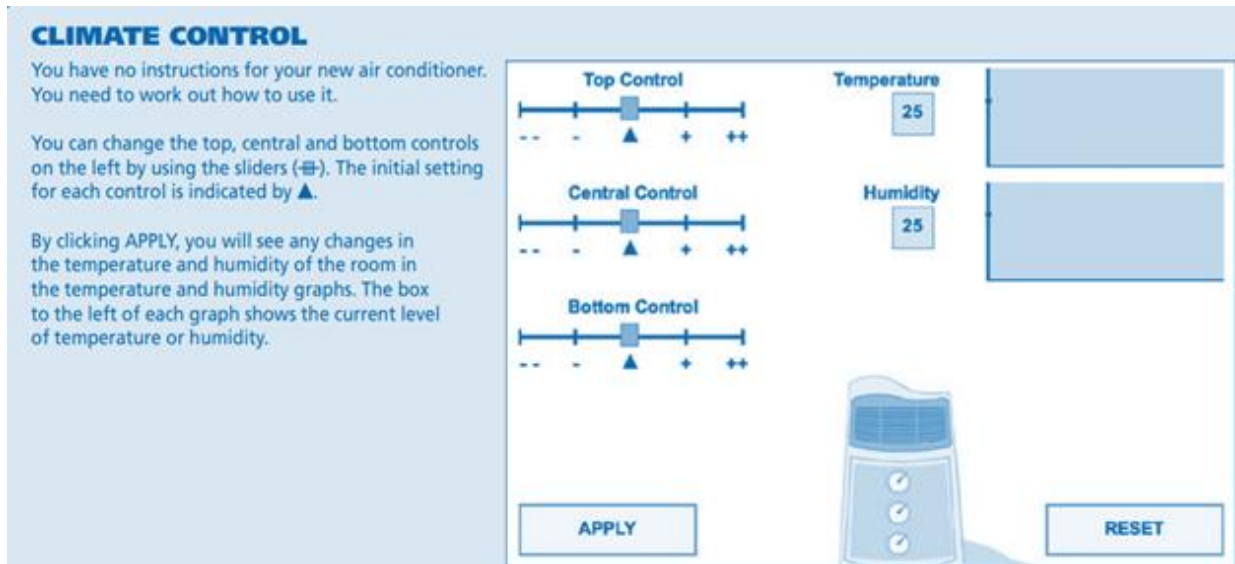 CLIMATE CONTROL
You have no instructions for your new air conditioner.
You need to work out how to use it.
You can change the top, central and bottom controls
on the left by using the sliders (). The initial setting
for each control is indicated by ▲.
By clicking APPLY, you will see any changes in
the temperature and humidity of the room in
the temperature and humidity graphs. The box
to the left of each graph shows the current level
of temperature or humidity.
Top Control
-- - ▲ + ++
Central Control
-- - ▲ + ++
Bottom Control
-- - ▲ + ++
Temperature
25
Humidity
25
APPLY
RESET